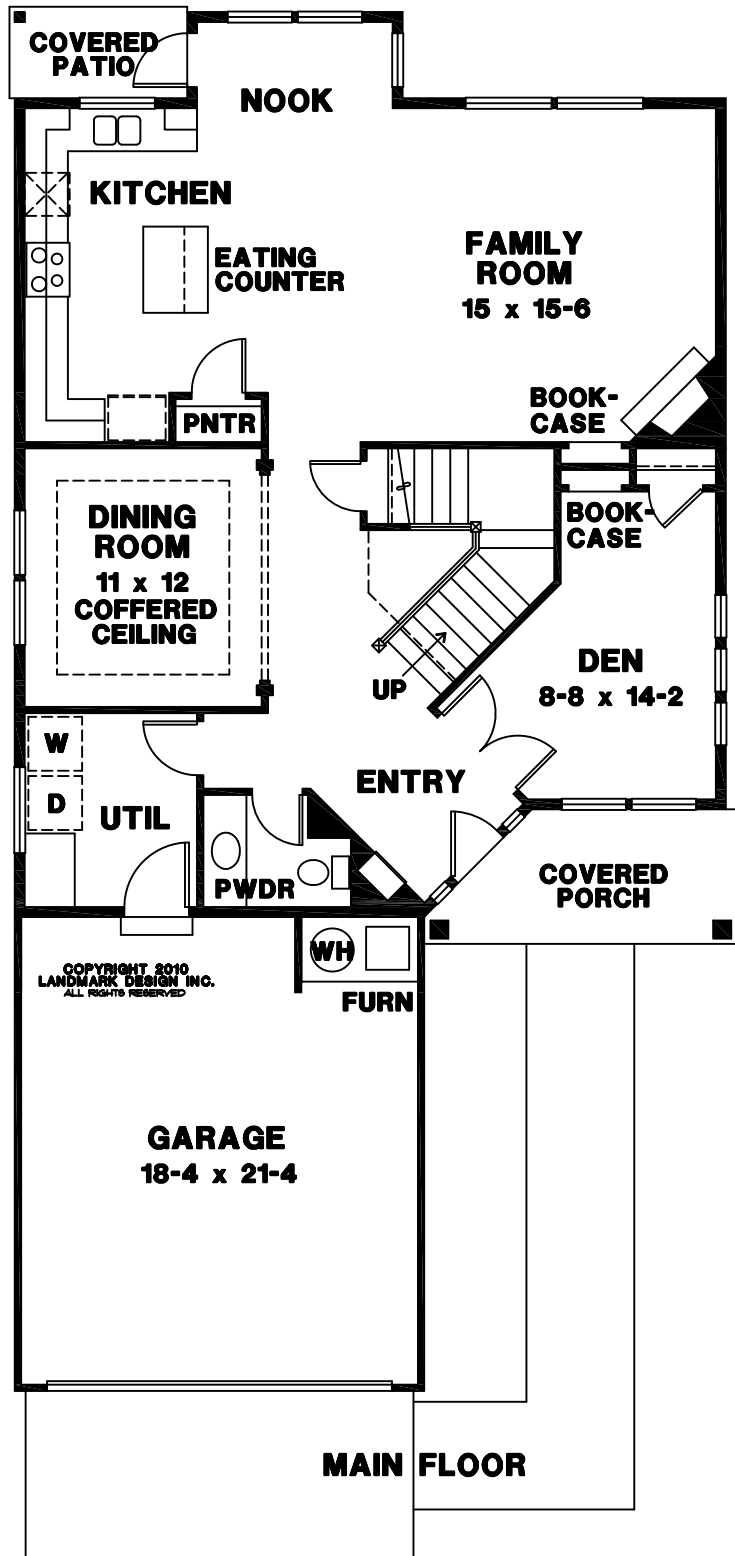 COVERED
PATIO
NOOK
KITCHEN
EATING
COUNTER
FAMILY
ROOM
15 x 15-6
BOOK-
CASE
PNTR
DINING
ROOM
11 x 12
COFFERED
CEILING
BOOK-
CASE
DEN
8-8 x 14-2
UP
W
D
UTIL
ENTRY
PWDR
COVERED
PORCH
WH
FURN
COPYRIGHT 2010
LANDMARK DESIGN INC.
ALL RIGHTS RESERVED
GARAGE
18-4 x 21-4
MAIN FLOOR